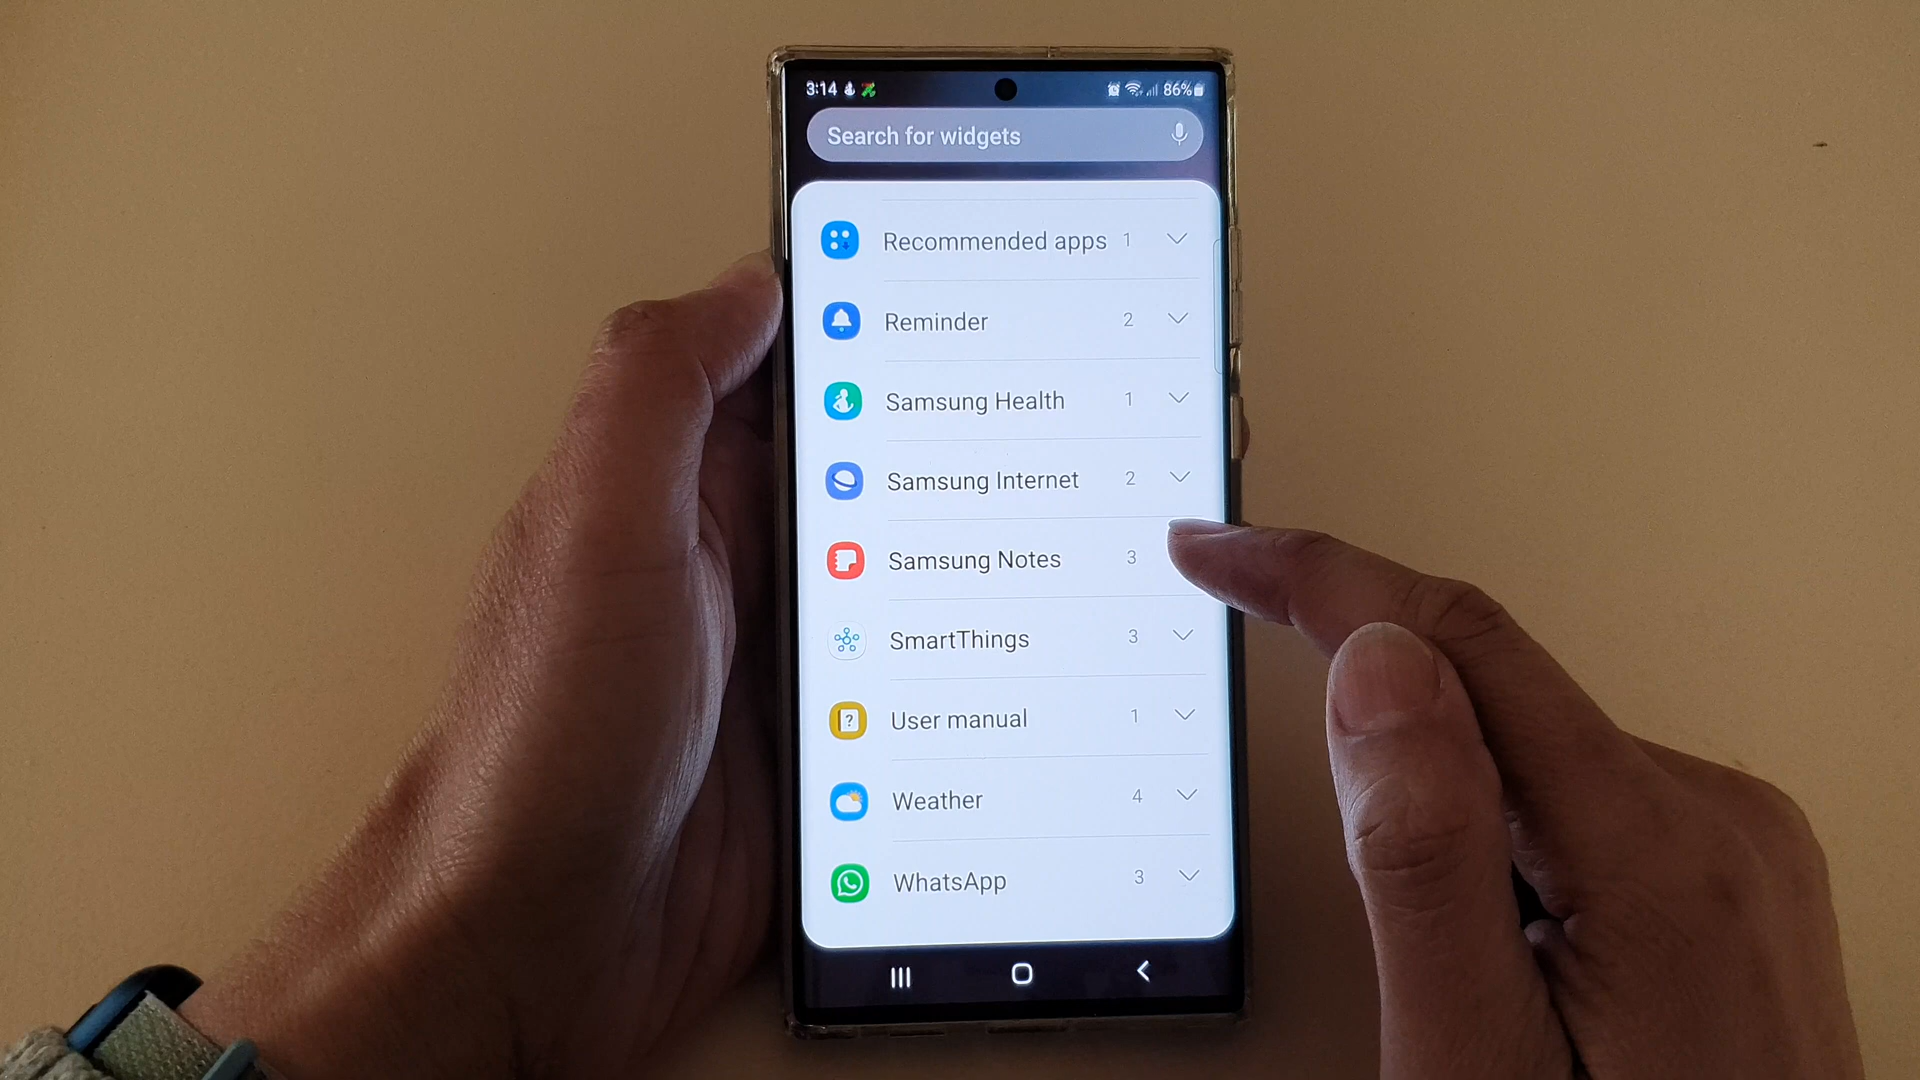 3:14 86%
Search for widgets
Recommended apps 1
Reminder 2
Samsung Health 1
Samsung Internet 2
Samsung Notes 3
SmartThings 3
User manual 1
Weather 4
WhatsApp 3